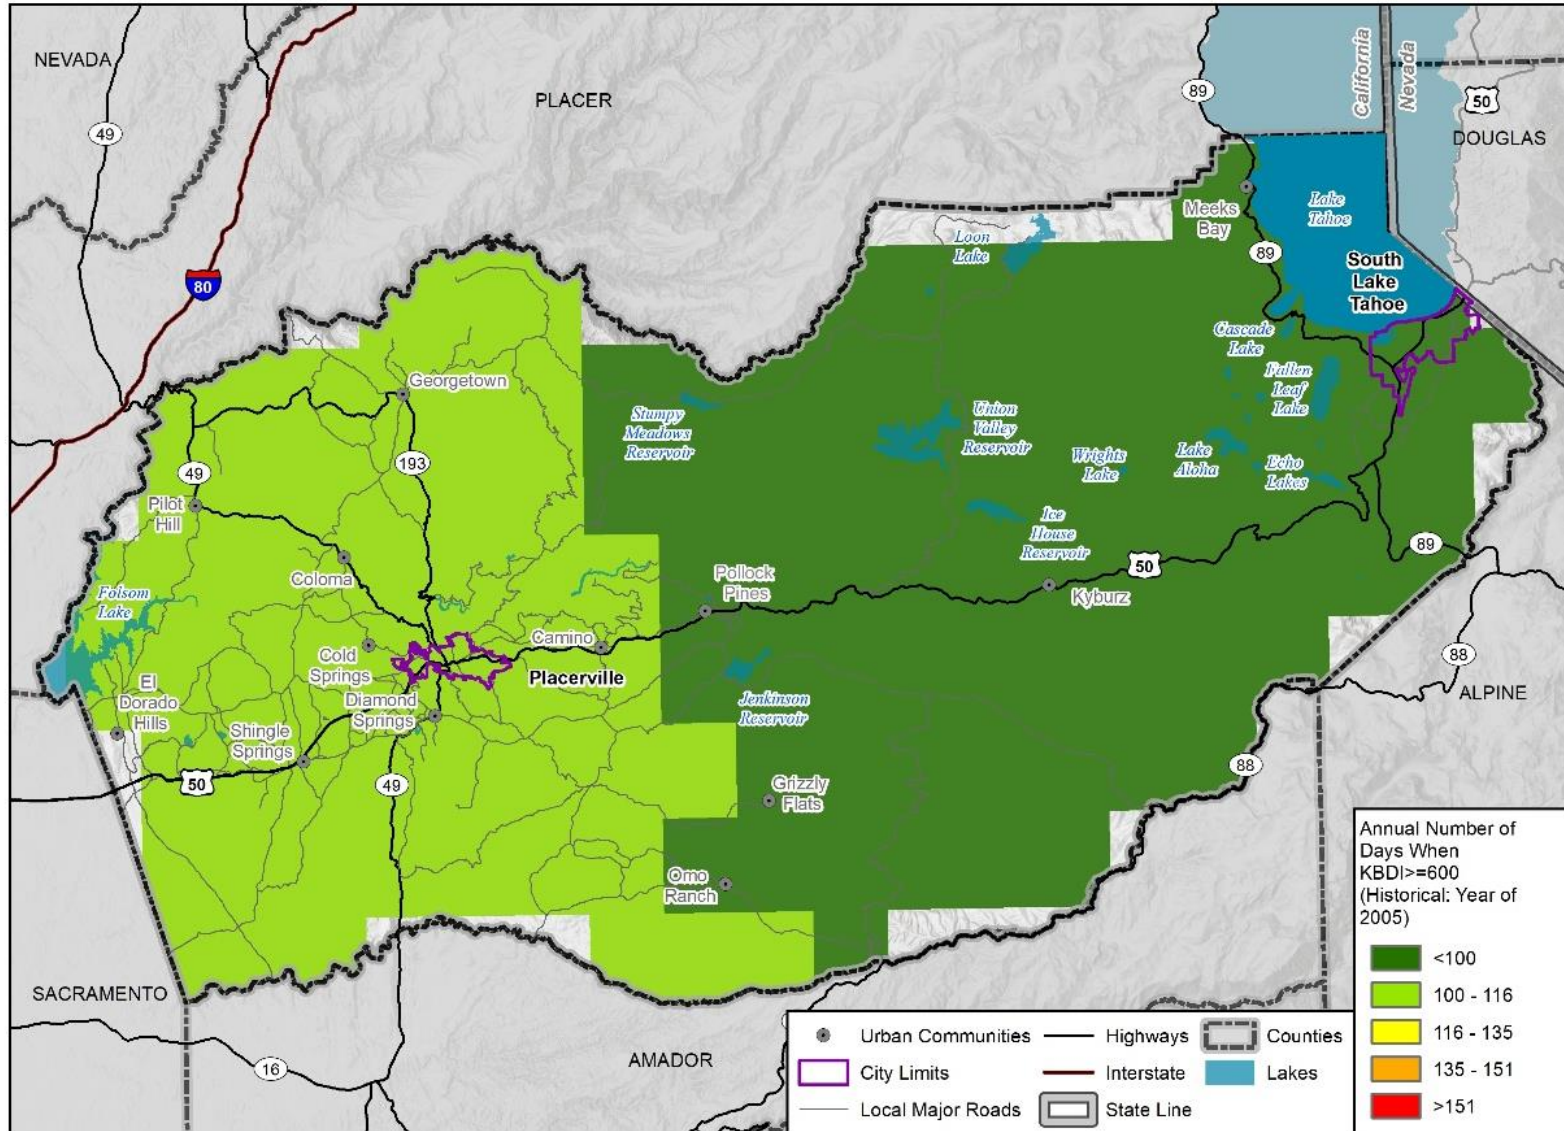 NEVADA
49
80
PLACER
89
California
Nevada
50
DOUGLAS
Meeks
Bay
Lake
Tahoe
89
Loon
Lake
South
Lake
Tahoe
Cascade
Lake
Fallen
Leaf
Lake
Georgetown
Stumpy
Meadows
Reservoir
Union
Valley
Reservoir
Wrights
Lake
Lake
Aloha
Echo
Lakes
49
193
Pilot
Hill
Ice
House
Reservoir
Coloma
Pollock
Pines
50
Kyburz
89
Folsom
Lake
Camino
Cold
Springs
Placerville
88
ALPINE
El
Dorado
Hills
Diamond
Springs
Jenkinson
Reservoir
Shingle
Springs
50
49
Grizzly
Flats
88
Omo
Ranch
SACRAMENTO
16
AMADOR
Annual Number of
Days When
KBDI>=600
(Historical: Year of
2005)
<100
100 - 116
116 - 135
135 - 151
>151
Urban Communities
Highways
Counties
City Limits
Interstate
Lakes
Local Major Roads
State Line